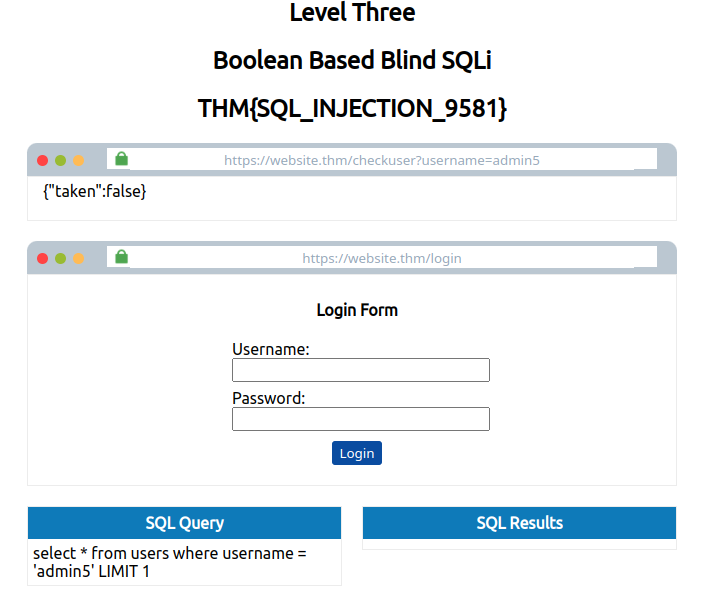 Level Three
Boolean Based Blind SQLi
THM{SQL_INJECTION_9581}
https://website.thm/checkuser?username=admin5
{"taken":false}
https://website.thm/login
Login Form
Username:
Password:
Login
SQL Query
select * from users where username =
'admin5' LIMIT 1
SQL Results